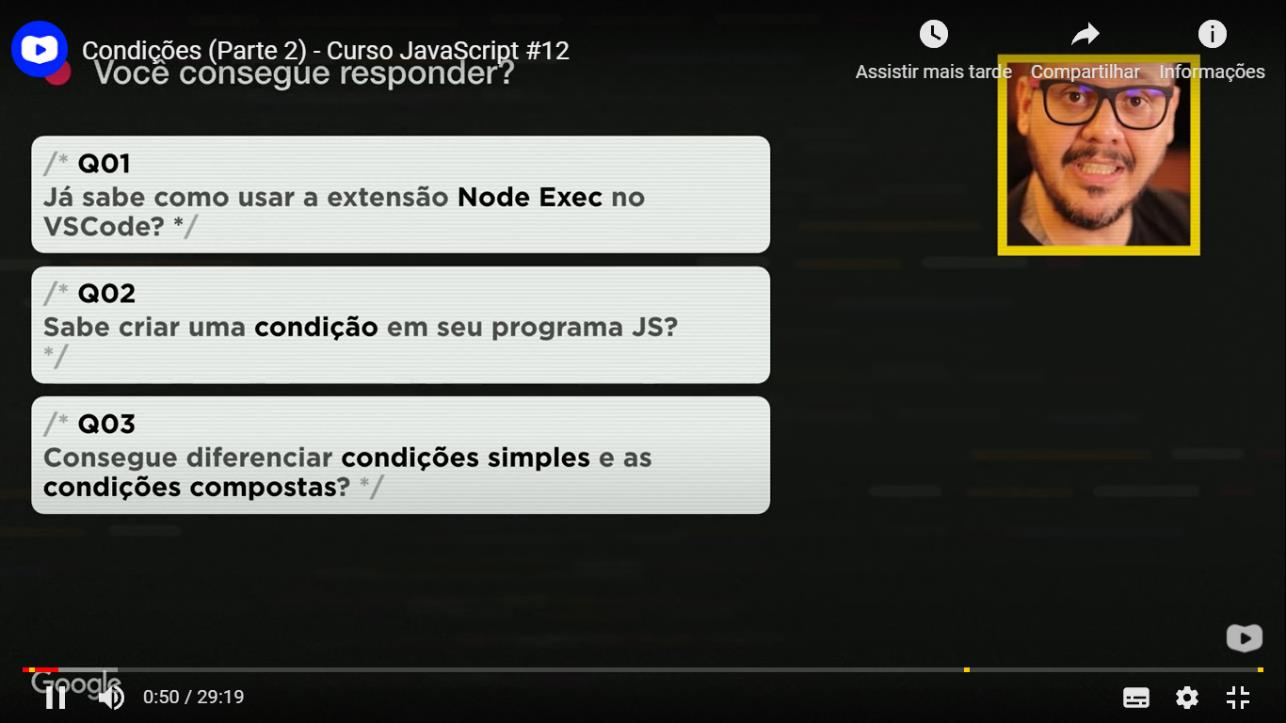 Condições (Parte 2) - Curso JavaScript #12
Você consegue responder?
Assistir mais tarde
Compartilhar
Informações
/* Q01
Já sabe como usar a extensão Node Exec no
VSCode? */
/* Q02
Sabe criar uma condição em seu programa JS?
*/
/* Q03
Consegue diferenciar condições simples e as
condições compostas? */
Google
0:50 / 29:19